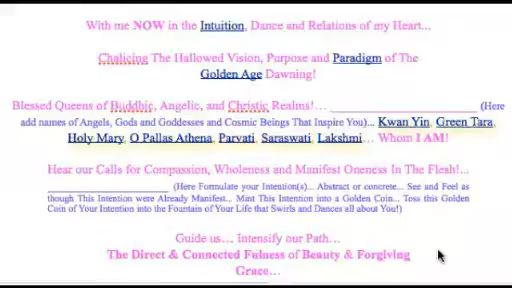 With me NOW in the Intuition, Dance and Relations of my Heart...
Chalicing The Hallowed Vision, Purpose and Paradigm of The
Golden Age Dawning!
Blessed Queens of Buddhic, Angelic, and Christic Realms!… ______________________ (Here
add names of Angels, Gods and Goddesses and Cosmic Beings That Inspire You)... Kwan Yin, Green Tara,
Holy Mary, O Pallas Athena, Parvati, Saraswati, Lakshmi… Whom I AM!
Hear our Calls for Compassion, Wholeness and Manifest Oneness In The Flesh!...
______________________ (Here Formulate your Intention(s)... Abstract or concrete... See and Feel as
though This Intention were Already Manifest... Mint This Intention into a Golden Coin... Toss this Golden
Coin of Your Intention into the Fountain of Your Life that Swirls and Dances all about You!)
Guide us… Intensify our Path…
The Direct & Connected Fulness of Beauty & Forgiving
Grace…